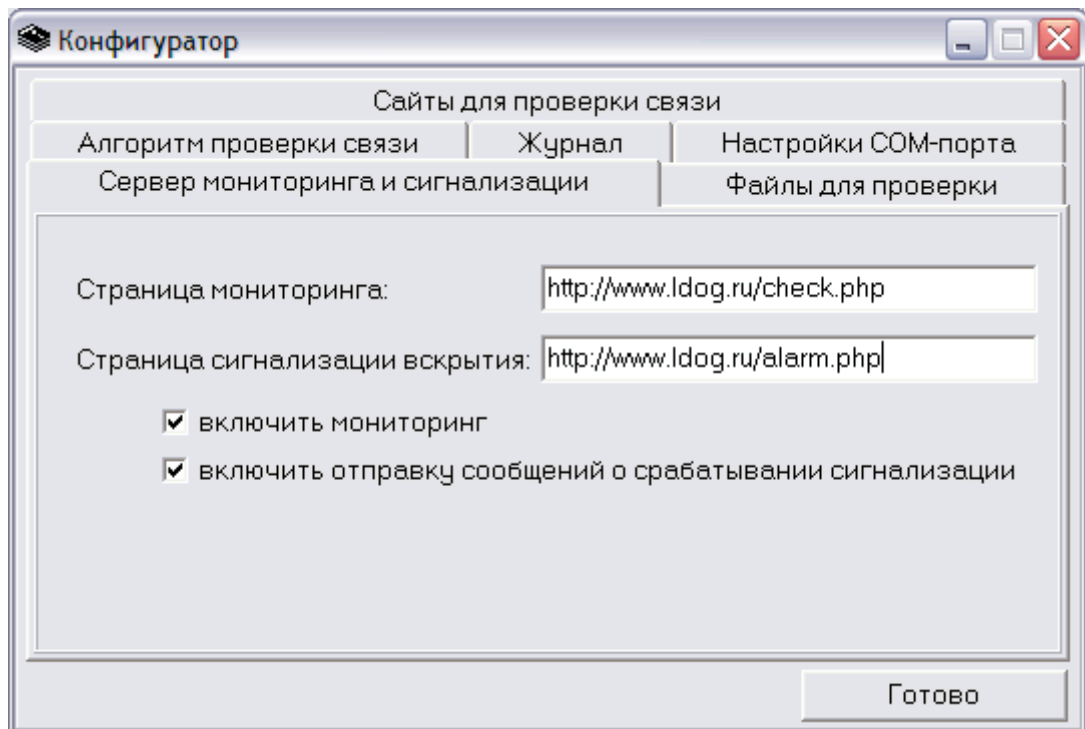 Конфигуратор
Сайты для проверки связи
Алгоритм проверки связи Журнал Настройки COM-порта
Сервер мониторинга и сигнализации Файлы для проверки
Страница мониторинга: http://www.ldog.ru/check.php
Страница сигнализации вскрытия: http://www.ldog.ru/alarm.php
включить мониторинг
включить отправку сообщений о срабатывании сигнализации
Готово